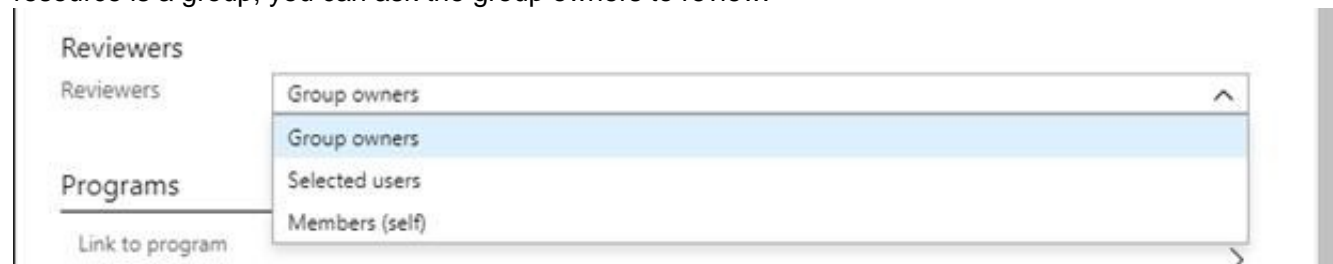 resource is a group, you can ask the group owners to review.
Reviewers
Reviewers Group owners
Group owners
Selected users
Programs
Members (self)
Link to program